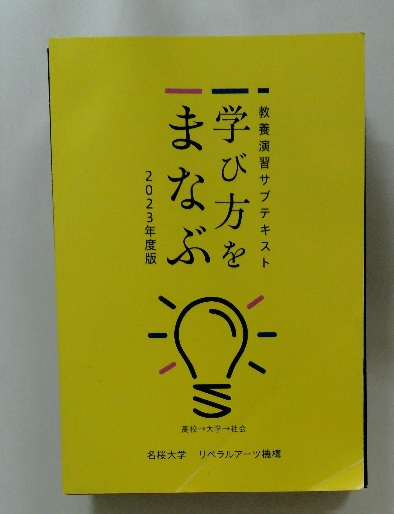 教養演習サブテキスト
学び方を
まなぶ
2023年度版
高校→大学→社会
名桜大学 リベラルアーツ機構